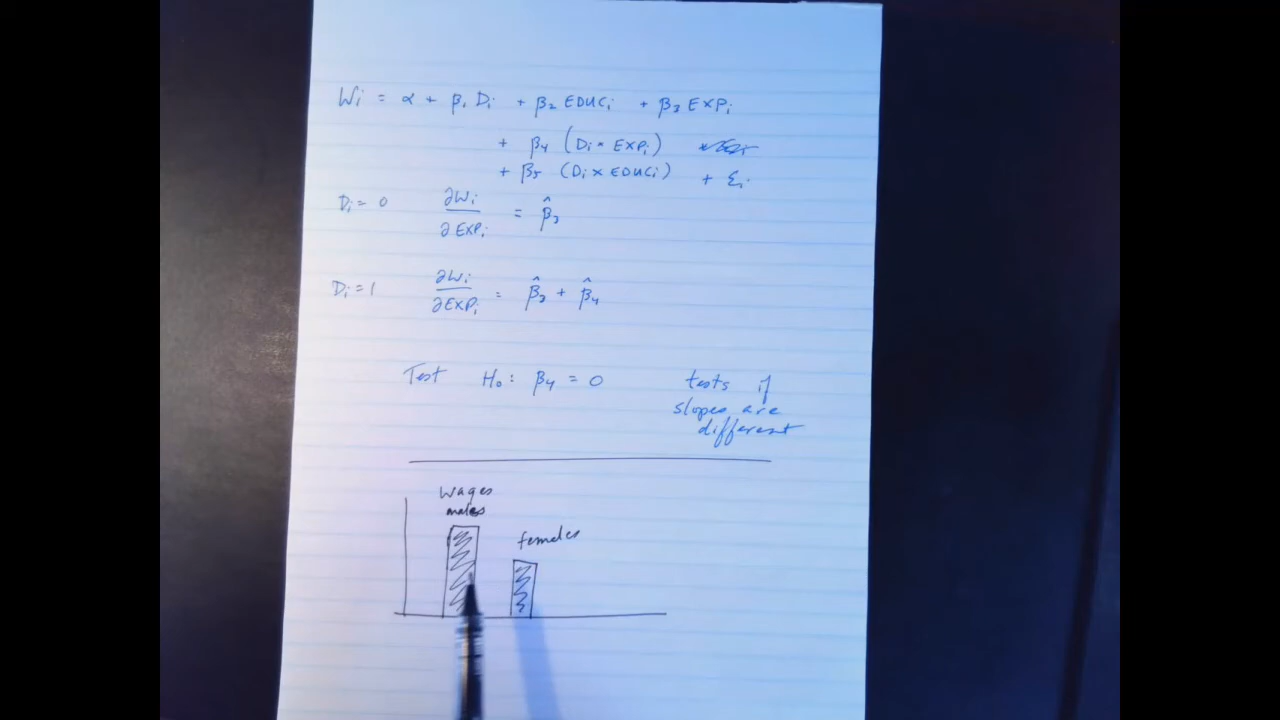 Wi = α + β₁ Di + β₂ EDUCi + β₃ EXPi
+ β₄ (Di × EXPi)
+ β₅ (Di × EDUCi) + Ɛi
Di = 0 ∂Wi / ∂EXPi = β̂₃
Di = 1 ∂Wi / ∂EXPi = β̂₃ + β̂₄
Test H₀: β₄ = 0 tests if
slopes are
different
wages
males
females